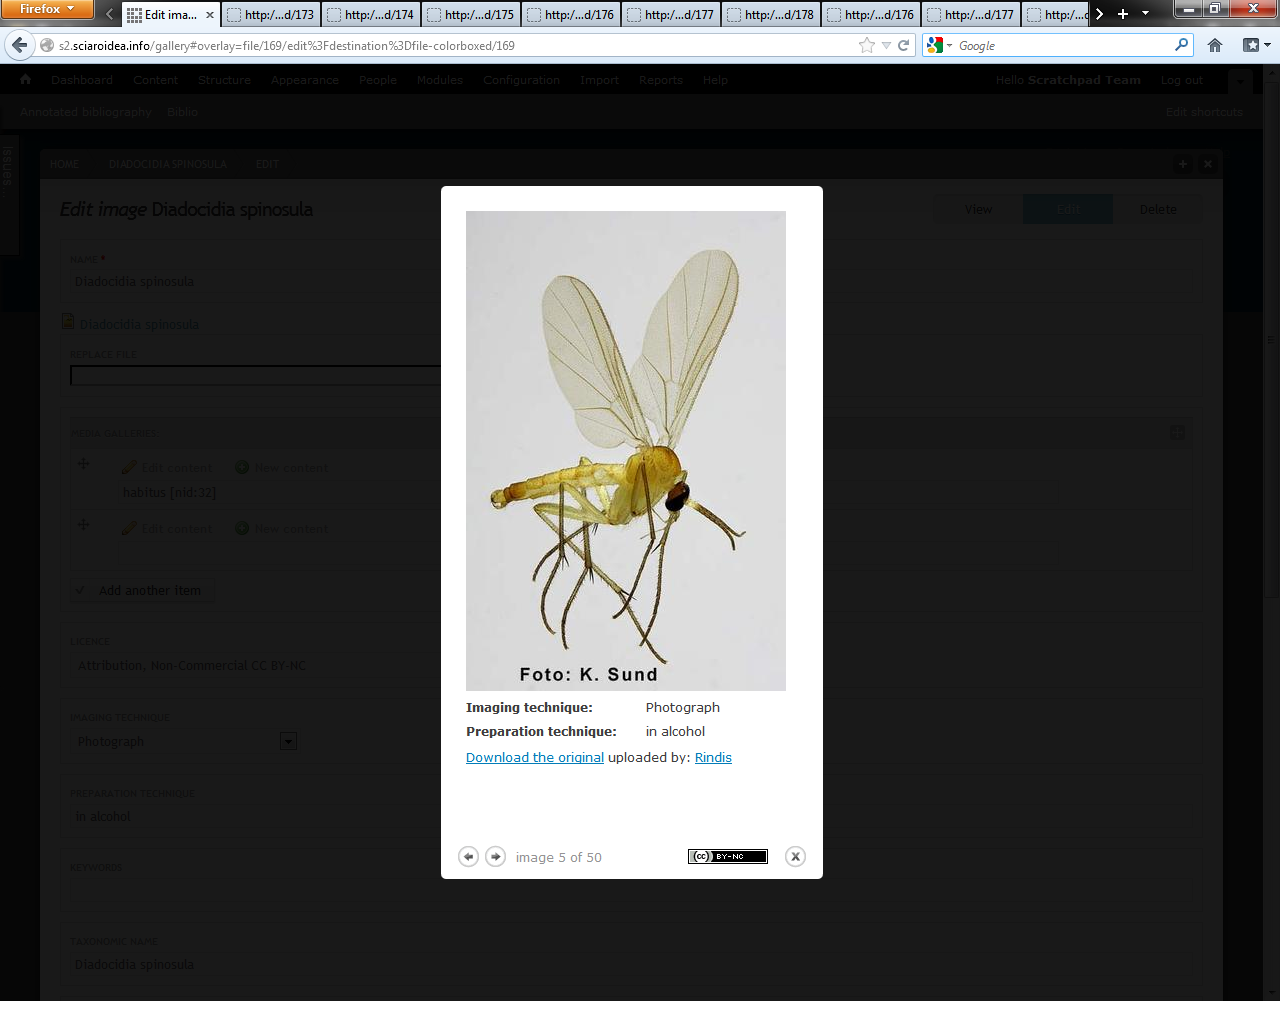 Firefox
Edit ima...
http:/...d/173
http:/...d/174
http:/...d/175
http:/...d/176
http:/...d/177
http:/...d/178
http:/...d/176
http:/...d/177
http:/...d/
s2.sciaroidea.info/gallery#overlay=file/169/edit%3Fdestination%3Dfile-colorboxed/169
Google
Dashboard Content Structure Appearance People Modules Configuration Import Reports Help Hello Scratchpad Team Log out
Annotated bibliography Biblio Edit shortcuts
Issues...
HOME DIADOCIDIA SPINOSULA EDIT
Edit image Diadocidia spinosula
View Edit Delete
NAME *
Diadocidia spinosula
Diadocidia spinosula
REPLACE FILE
MEDIA GALLERIES
Edit content New content
habitus [nid:32]
Edit content New content
Add another item
LICENCE
Attribution, Non-Commercial CC BY-NC
IMAGING TECHNIQUE
Photograph
PREPARATION TECHNIQUE
in alcohol
KEYWORDS
TAXONOMIC NAME
Diadocidia spinosula
Foto: K. Sund
Imaging technique: Photograph
Preparation technique: in alcohol
Download the original uploaded by: Rindis
image 5 of 50
cc BY-NC